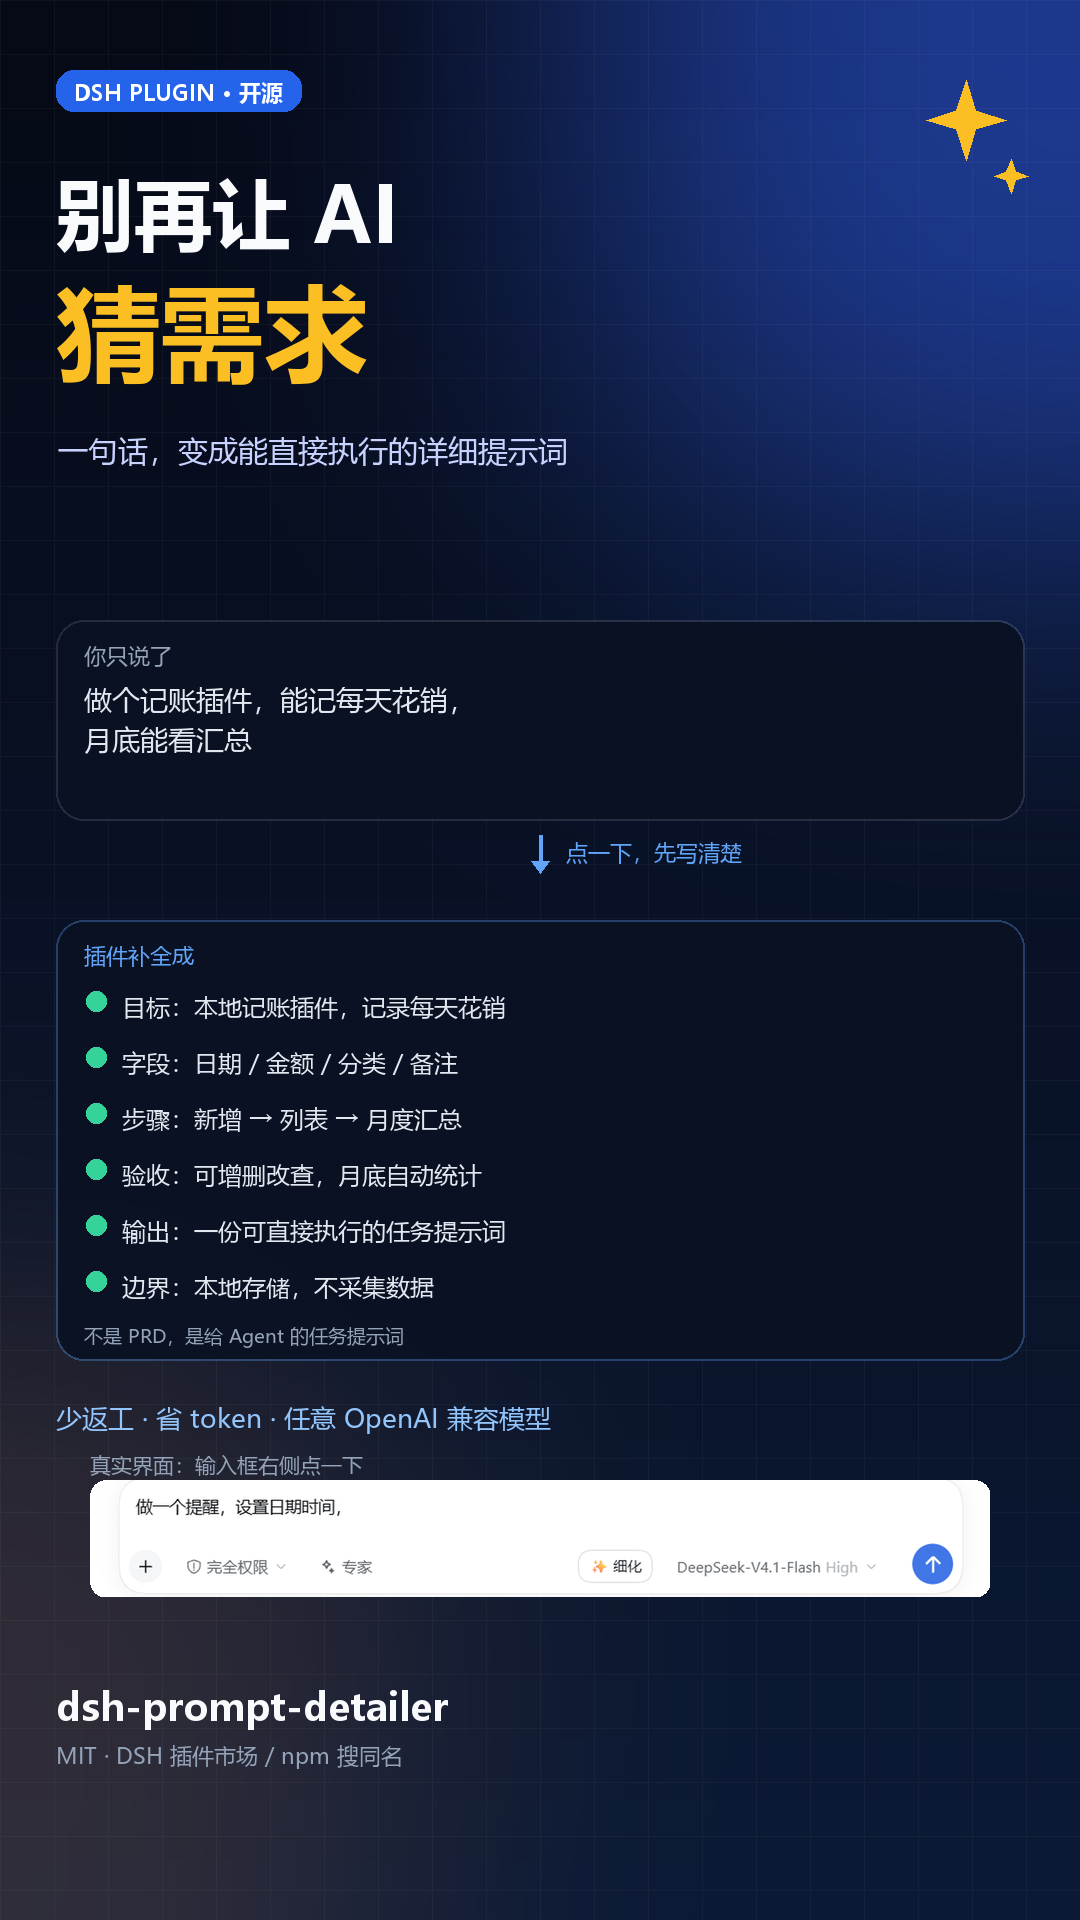 DSH PLUGIN • 开源
别再让 AI
猜需求
一句话，变成能直接执行的详细提示词
你只说了
做个记账插件，能记每天花销，
月底能看汇总
点一下，先写清楚
插件补全成
目标：本地记账插件，记录每天花销
字段：日期 / 金额 / 分类 / 备注
步骤：新增 → 列表 → 月度汇总
验收：可增删改查，月底自动统计
输出：一份可直接执行的任务提示词
边界：本地存储，不采集数据
不是 PRD，是给 Agent 的任务提示词
少返工 · 省 token · 任意 OpenAI 兼容模型
真实界面：输入框右侧点一下
做一个提醒，设置日期时间，
完全权限 专家 细化 DeepSeek-V4.1-Flash High
dsh-prompt-detailer
MIT · DSH 插件市场 / npm 搜同名